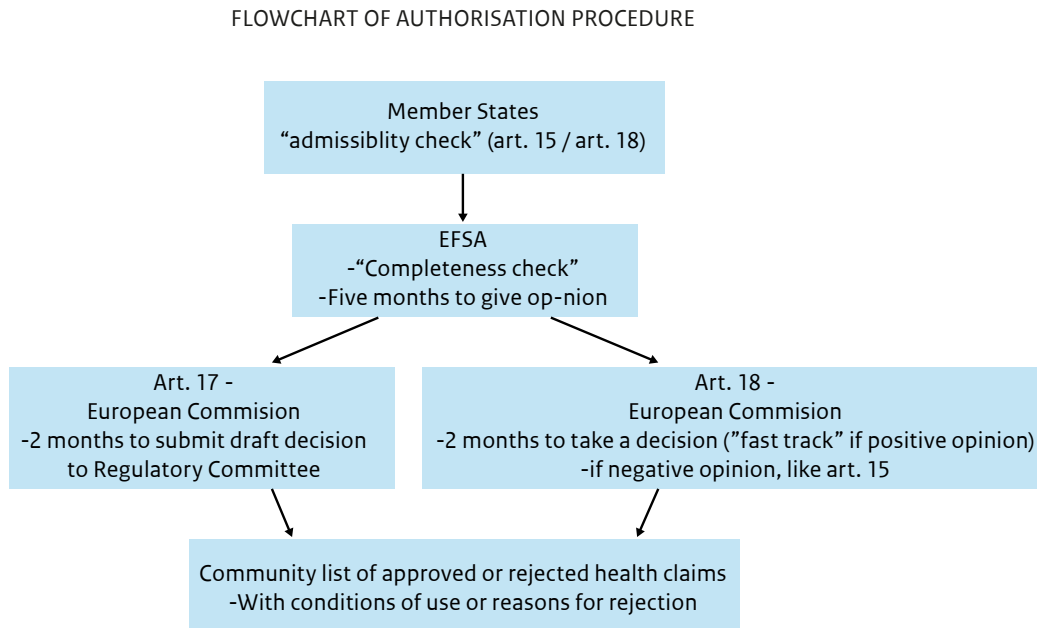 FLOWCHART OF AUTHORISATION PROCEDURE
Member States
“admissiblity check” (art. 15 / art. 18)
EFSA
-“Completeness check”
-Five months to give op-nion
Art. 17 -
European Commision
-2 months to submit draft decision
to Regulatory Committee
Art. 18 -
European Commision
-2 months to take a decision (”fast track” if positive opinion)
-if negative opinion, like art. 15
Community list of approved or rejected health claims
-With conditions of use or reasons for rejection